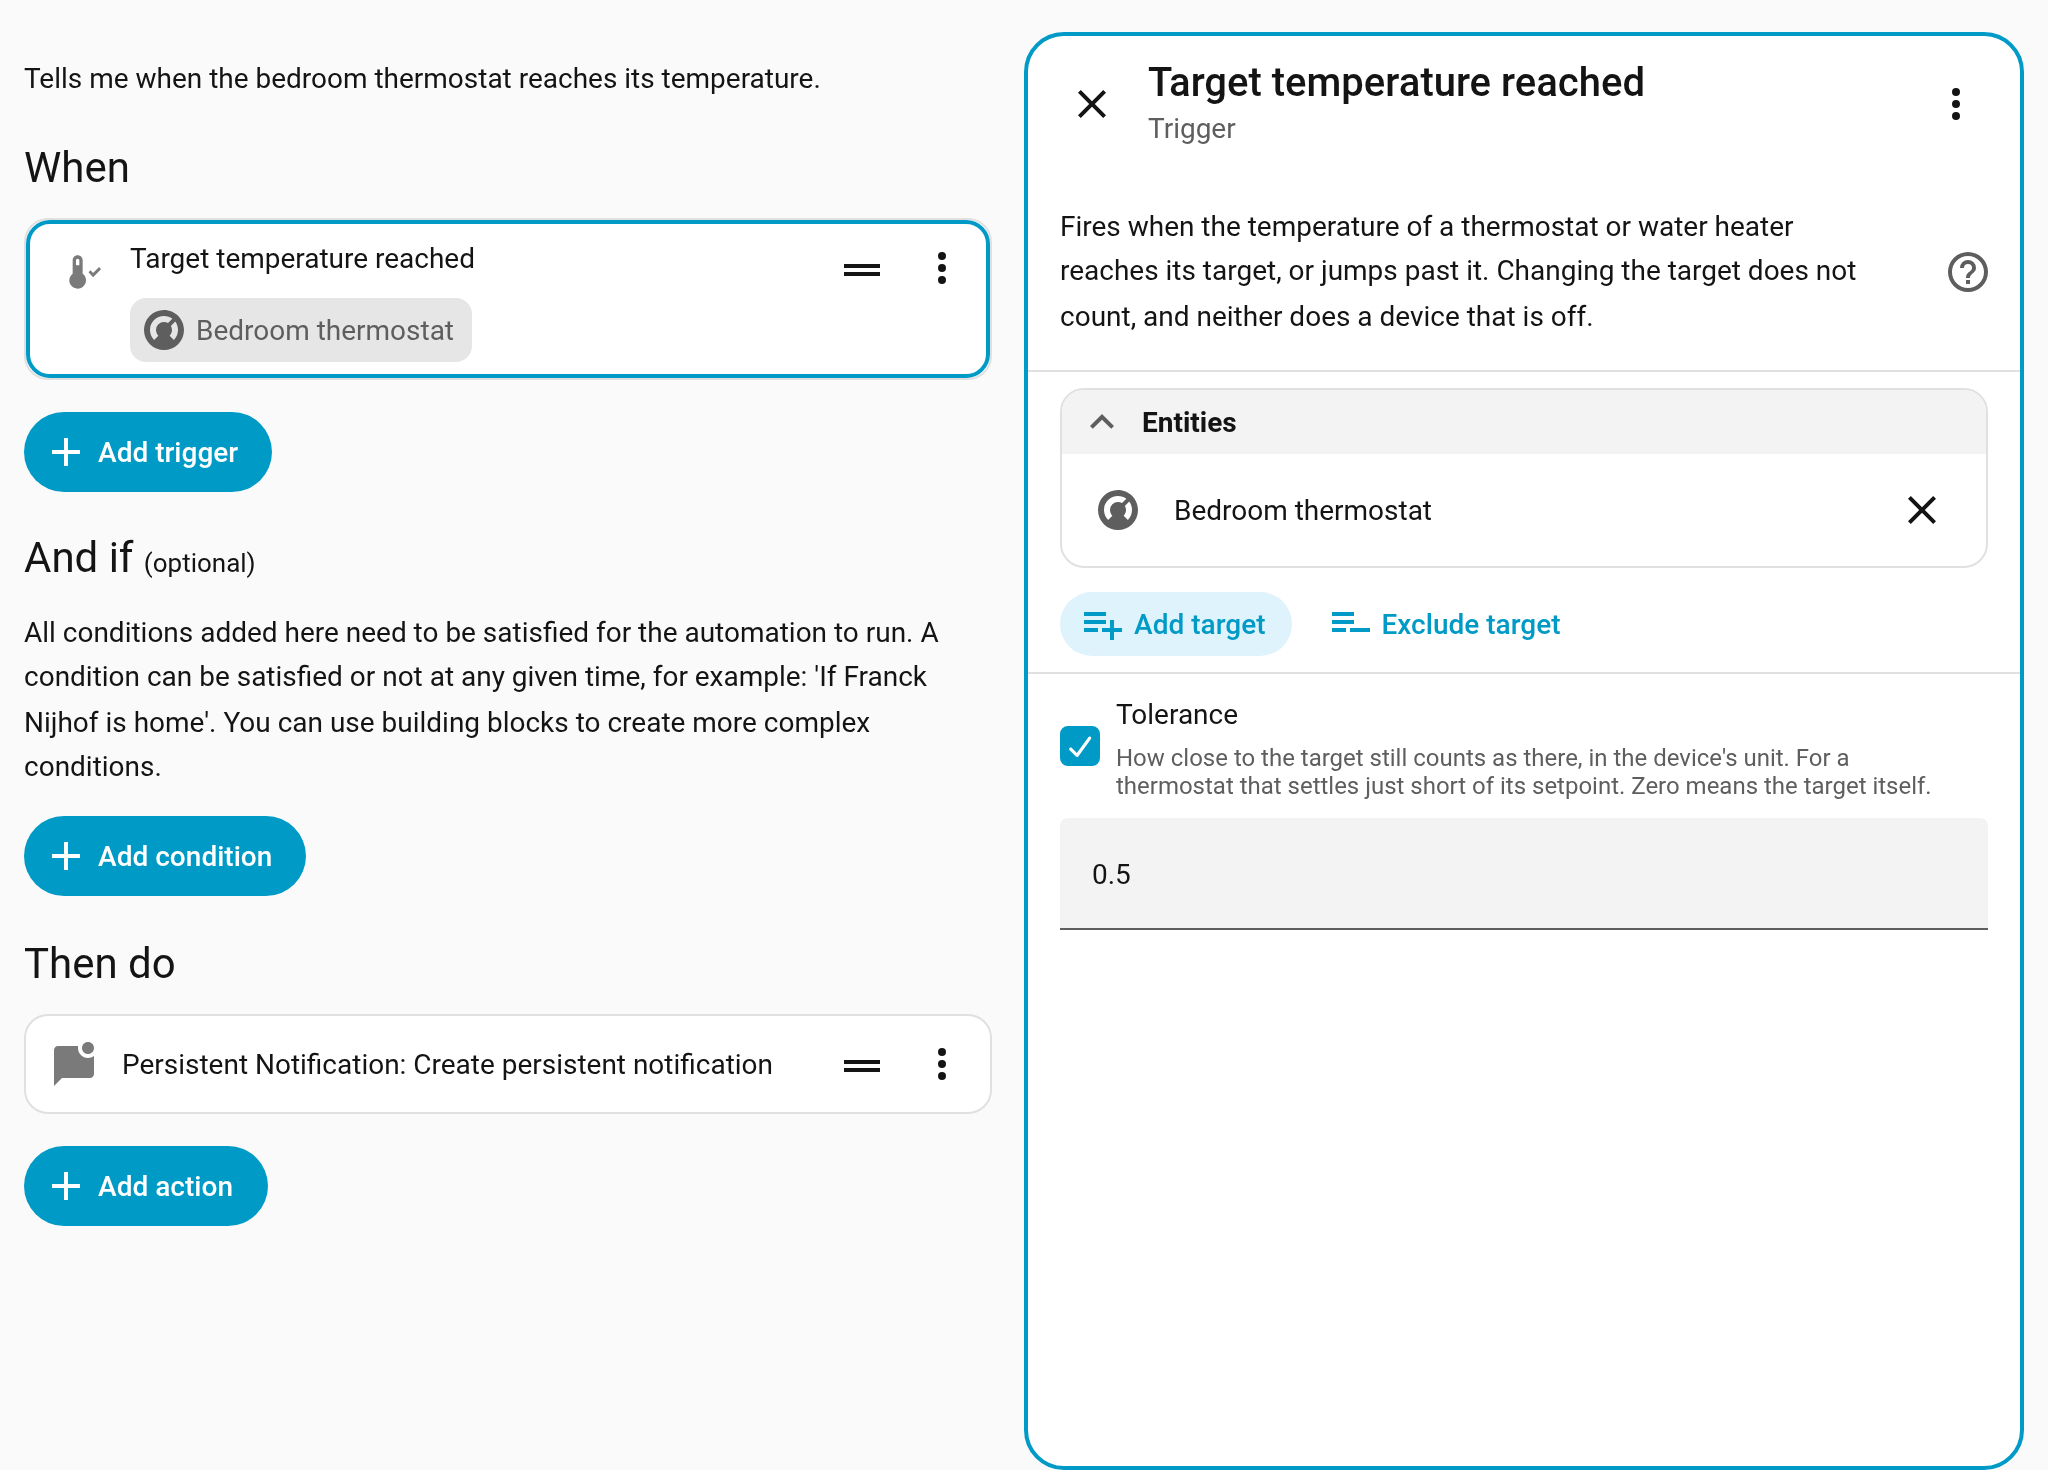 Tells me when the bedroom thermostat reaches its temperature.
When
Target temperature reached
Bedroom thermostat
Add trigger
And if (optional)
All conditions added here need to be satisfied for the automation to run. A
condition can be satisfied or not at any given time, for example: 'If Franck
Nijhof is home'. You can use building blocks to create more complex
conditions.
Add condition
Then do
Persistent Notification: Create persistent notification
Add action
Target temperature reached
Trigger
Fires when the temperature of a thermostat or water heater
reaches its target, or jumps past it. Changing the target does not
count, and neither does a device that is off.
Entities
Bedroom thermostat
Add target
Exclude target
Tolerance
How close to the target still counts as there, in the device's unit. For a
thermostat that settles just short of its setpoint. Zero means the target itself.
0.5